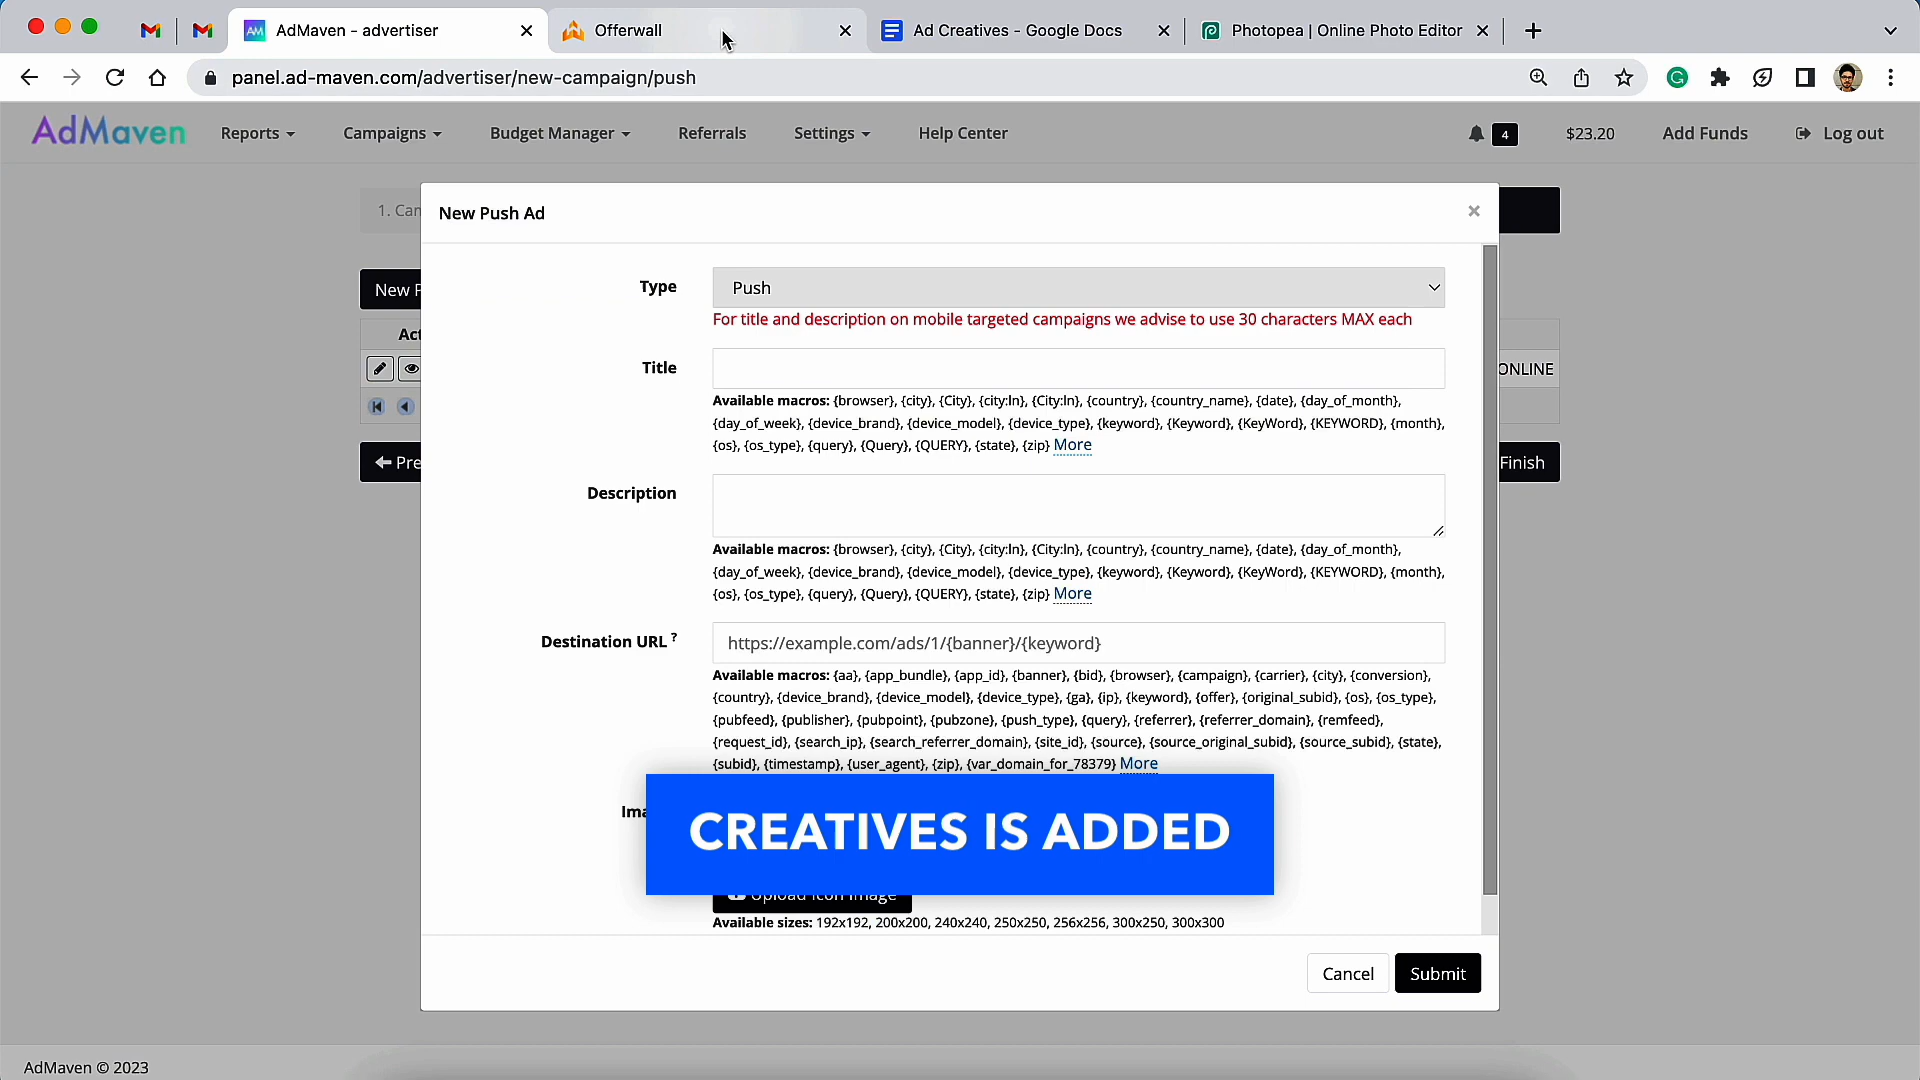 AdMaven - advertiser
Offerwall
Ad Creatives - Google Docs
Photopea | Online Photo Editor
panel.ad-maven.com/advertiser/new-campaign/push
AdMaven
Reports
Campaigns
Budget Manager
Referrals
Settings
Help Center
4
$23.20
Add Funds
Log out
1. Cam
New Push Ad
New P
Type
Push
For title and description on mobile targeted campaigns we advise to use 30 characters MAX each
Act
ONLINE
Title
Available macros: {browser}, {city}, {City}, {city:ln}, {City:ln}, {country}, {country_name}, {date}, {day_of_month},
{day_of_week}, {device_brand}, {device_model}, {device_type}, {keyword}, {Keyword}, {KeyWord}, {KEYWORD}, {month},
{os}, {os_type}, {query}, {Query}, {QUERY}, {state}, {zip} More
Pre
Finish
Description
Available macros: {browser}, {city}, {City}, {city:ln}, {City:ln}, {country}, {country_name}, {date}, {day_of_month},
{day_of_week}, {device_brand}, {device_model}, {device_type}, {keyword}, {Keyword}, {KeyWord}, {KEYWORD}, {month},
{os}, {os_type}, {query}, {Query}, {QUERY}, {state}, {zip} More
Destination URL ?
https://example.com/ads/1/{banner}/{keyword}
Available macros: {aa}, {app_bundle}, {app_id}, {banner}, {bid}, {browser}, {campaign}, {carrier}, {city}, {conversion},
{country}, {device_brand}, {device_model}, {device_type}, {ga}, {ip}, {keyword}, {offer}, {original_subid}, {os}, {os_type},
{pubfeed}, {publisher}, {pubpoint}, {pubzone}, {push_type}, {query}, {referrer}, {referrer_domain}, {remfeed},
{request_id}, {search_ip}, {search_referrer_domain}, {site_id}, {source}, {source_original_subid}, {source_subid}, {state},
{subid}, {timestamp}, {user_agent}, {zip}, {var_domain_for_78379} More
Ima
CREATIVES IS ADDED
Upload Icon Image
Available sizes: 192x192, 200x200, 240x240, 250x250, 256x256, 300x250, 300x300
Cancel
Submit
AdMaven © 2023